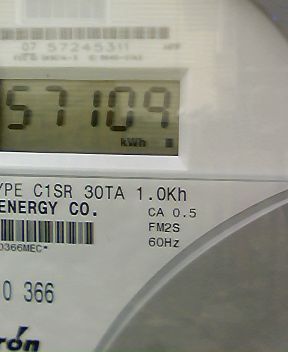 07 57245311
57109
kWh
YPE C1SR 30TA 1.0Kh
ENERGY CO. CA 0.5
FM2S
0366MEC* 60Hz
0 366
rón